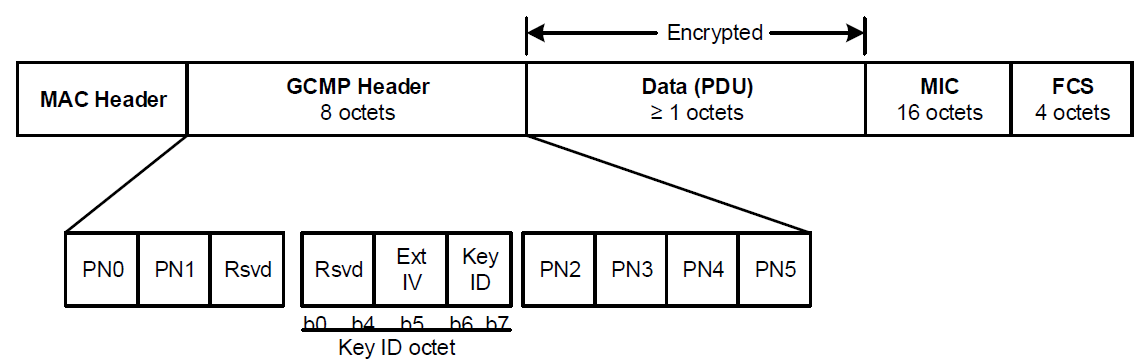 Encrypted
MAC Header
GCMP Header
8 octets
Data (PDU)
≥ 1 octets
MIC
16 octets
FCS
4 octets
PN0
PN1
Rsvd
Rsvd
Ext
IV
Key
ID
PN2
PN3
PN4
PN5
b0 b4 b5 b6 b7
Key ID octet